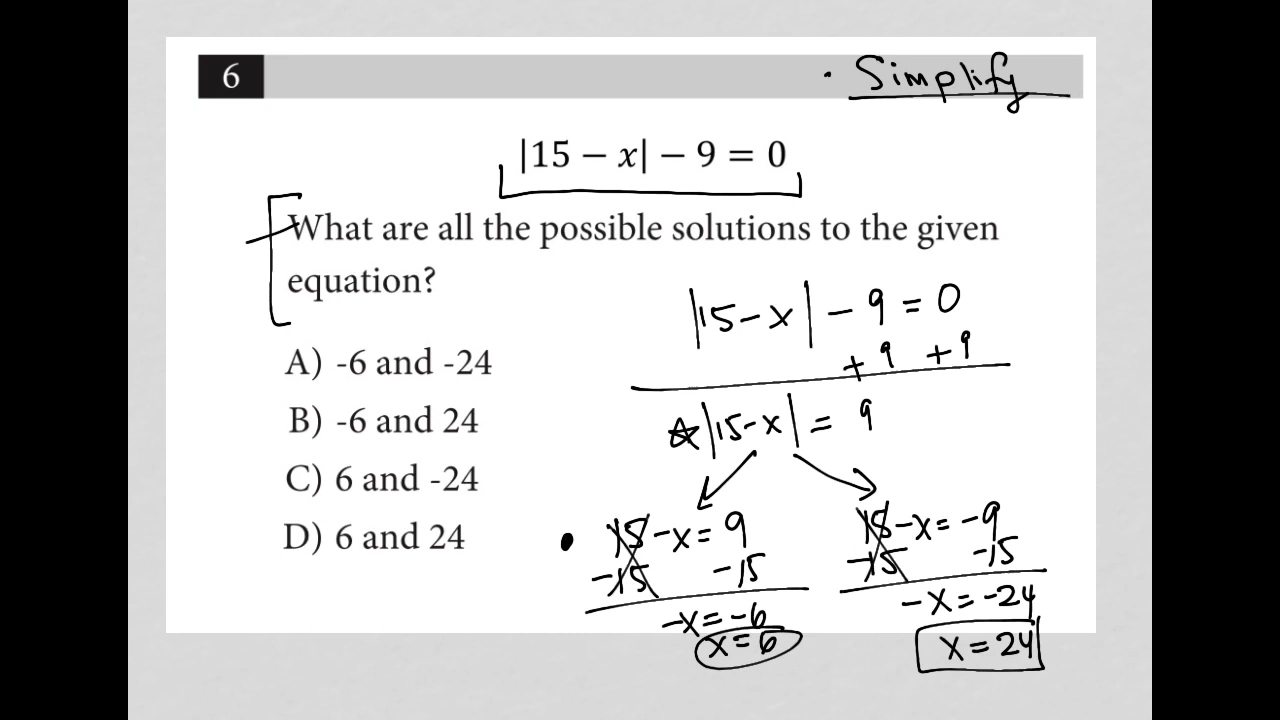 6
· Simplify
|15 − x| − 9 = 0
What are all the possible solutions to the given
equation?
A) -6 and -24
B) -6 and 24
C) 6 and -24
D) 6 and 24
|15-x| - 9 = 0
+9 +9
☆|15-x| = 9
15-x=9
-15 -15
-x=-6
x=6
15-x=-9
-15 -15
-x=-24
x=24